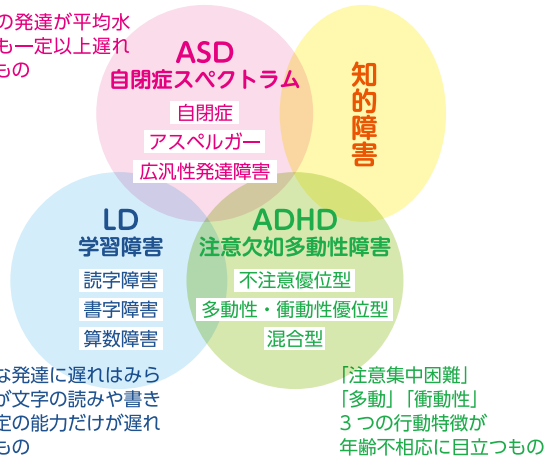 の発達が平均水
も一定以上遅れ
もの
ASD
自閉症スペクトラム
自閉症
アスペルガー
広汎性発達障害
知的障害
LD
学習障害
読字障害
書字障害
算数障害
ADHD
注意欠如多動性障害
不注意優位型
多動性・衝動性優位型
混合型
な発達に遅れはみら
が文字の読みや書き
定の能力だけが遅れ
もの
「注意集中困難」
「多動」「衝動性」
3つの行動特徴が
年齢不相応に目立つもの